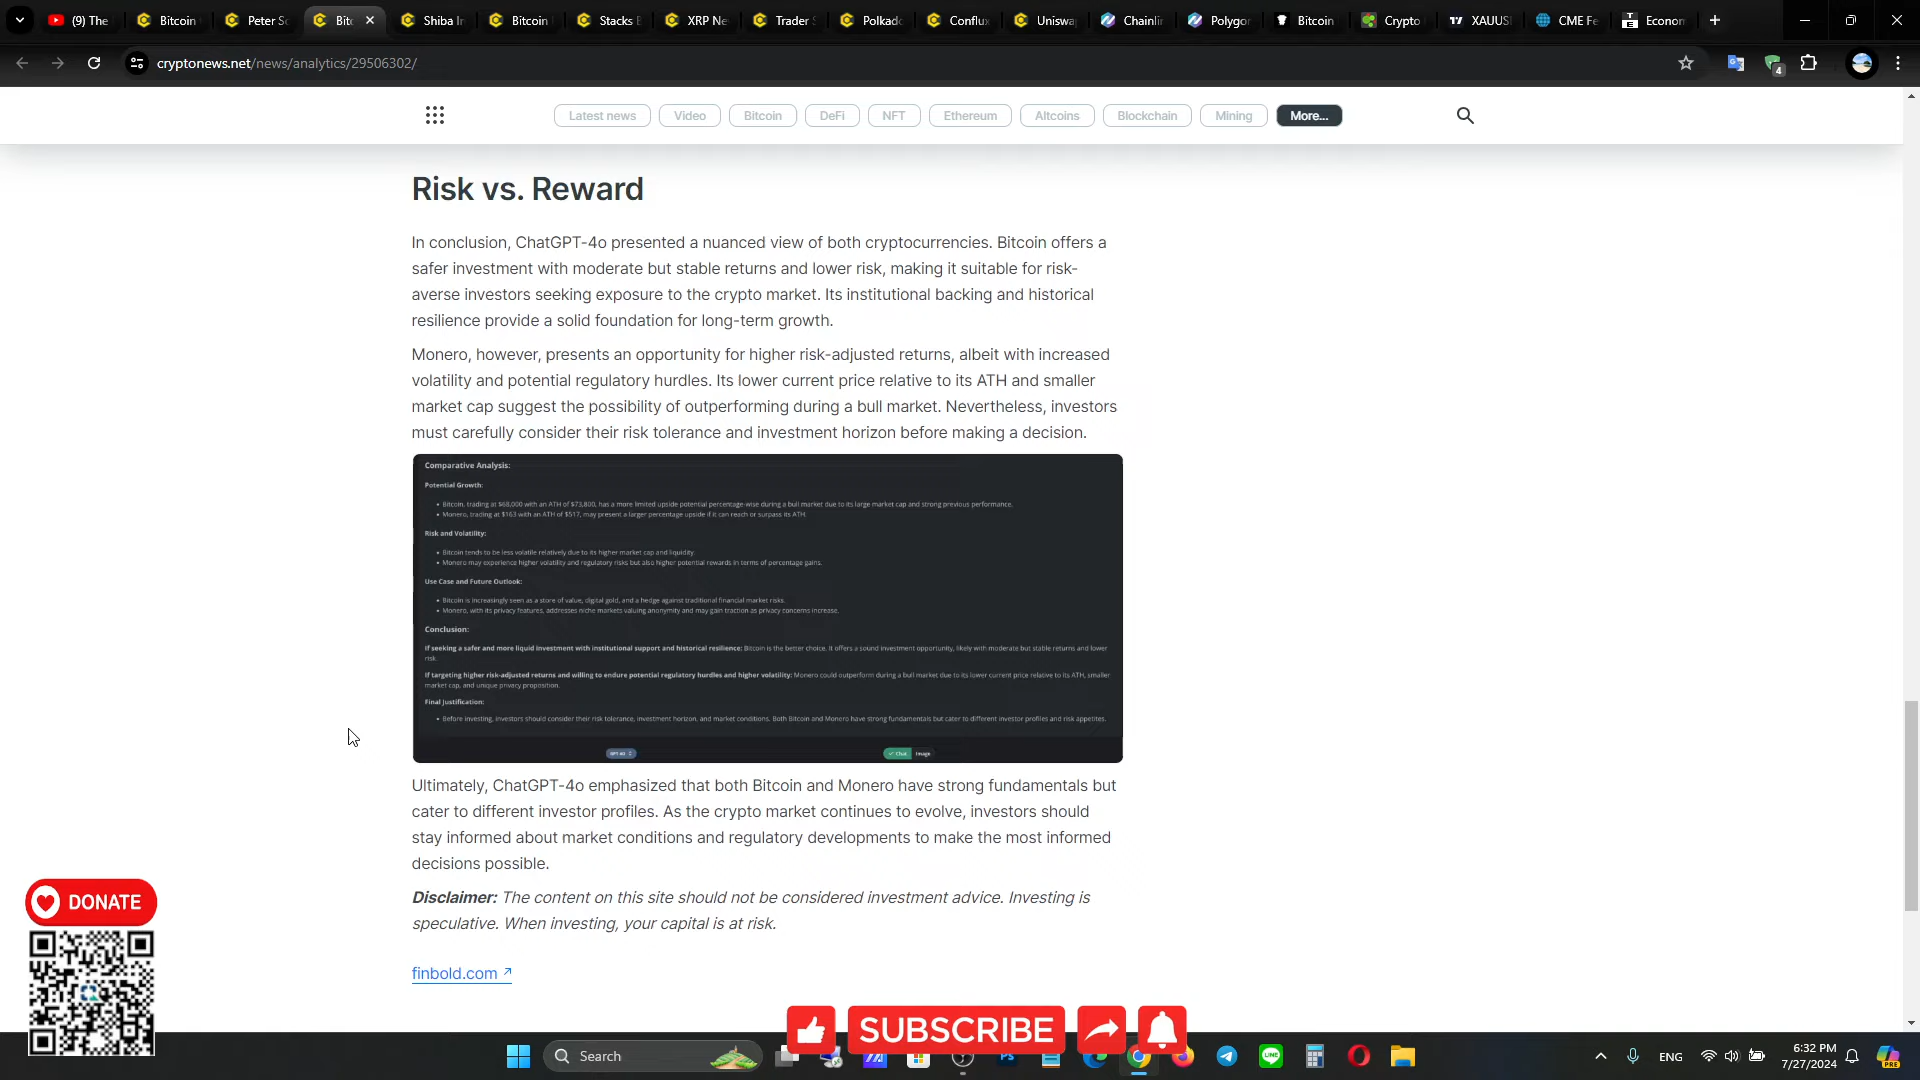 (9) The
Bitcoin
Peter Sc
Bitc
Shiba In
Bitcoin
Stacks B
XRP Ne
Trader S
Polkado
Conflux
Uniswa
Chainlin
Polygon
Bitcoin
Crypto
XAUUS
CME Fe
Econom
cryptonews.net/news/analytics/29506302/
4
Latest news
Video
Bitcoin
DeFi
NFT
Ethereum
Altcoins
Blockchain
Mining
More...
Risk vs. Reward
In conclusion, ChatGPT-4o presented a nuanced view of both cryptocurrencies. Bitcoin offers a
safer investment with moderate but stable returns and lower risk, making it suitable for risk-
averse investors seeking exposure to the crypto market. Its institutional backing and historical
resilience provide a solid foundation for long-term growth.
Monero, however, presents an opportunity for higher risk-adjusted returns, albeit with increased
volatility and potential regulatory hurdles. Its lower current price relative to its ATH and smaller
market cap suggest the possibility of outperforming during a bull market. Nevertheless, investors
must carefully consider their risk tolerance and investment horizon before making a decision.
Comparative Analysis:
Potential Growth:
• Bitcoin, trading at $68,000 with an ATH of $73,800, has a more limited upside potential percentage-wise during a bull market due to its large market cap and strong previous performance.
• Monero, trading at $163 with an ATH of $517, may present a larger percentage upside if it can reach or surpass its ATH.
Risk and Volatility:
• Bitcoin tends to be less volatile relatively due to its higher market cap and liquidity.
• Monero may experience higher volatility and regulatory risks but also higher potential rewards in terms of percentage gains.
Use Case and Future Outlook:
• Bitcoin is increasingly seen as a store of value, digital gold, and a hedge against traditional financial market risks.
• Monero, with its privacy features, addresses niche markets valuing anonymity and may gain traction as privacy concerns increase.
Conclusion:
If seeking a safer and more liquid investment with institutional support and historical resilience: Bitcoin is the better choice. It offers a sound investment opportunity, likely with moderate but stable returns and lower
risk.
If targeting higher risk-adjusted returns and willing to endure potential regulatory hurdles and higher volatility: Monero could outperform during a bull market due to its lower current price relative to its ATH, smaller
market cap, and unique privacy proposition.
Final Justification:
• Before investing, investors should consider their risk tolerance, investment horizon, and market conditions. Both Bitcoin and Monero have strong fundamentals but cater to different investor profiles and risk appetites.
Chat
Image
Ultimately, ChatGPT-4o emphasized that both Bitcoin and Monero have strong fundamentals but
cater to different investor profiles. As the crypto market continues to evolve, investors should
stay informed about market conditions and regulatory developments to make the most informed
decisions possible.
Disclaimer: The content on this site should not be considered investment advice. Investing is
speculative. When investing, your capital is at risk.
finbold.com
DONATE
SUBSCRIBE
Search
ENG
6:32 PM
7/27/2024